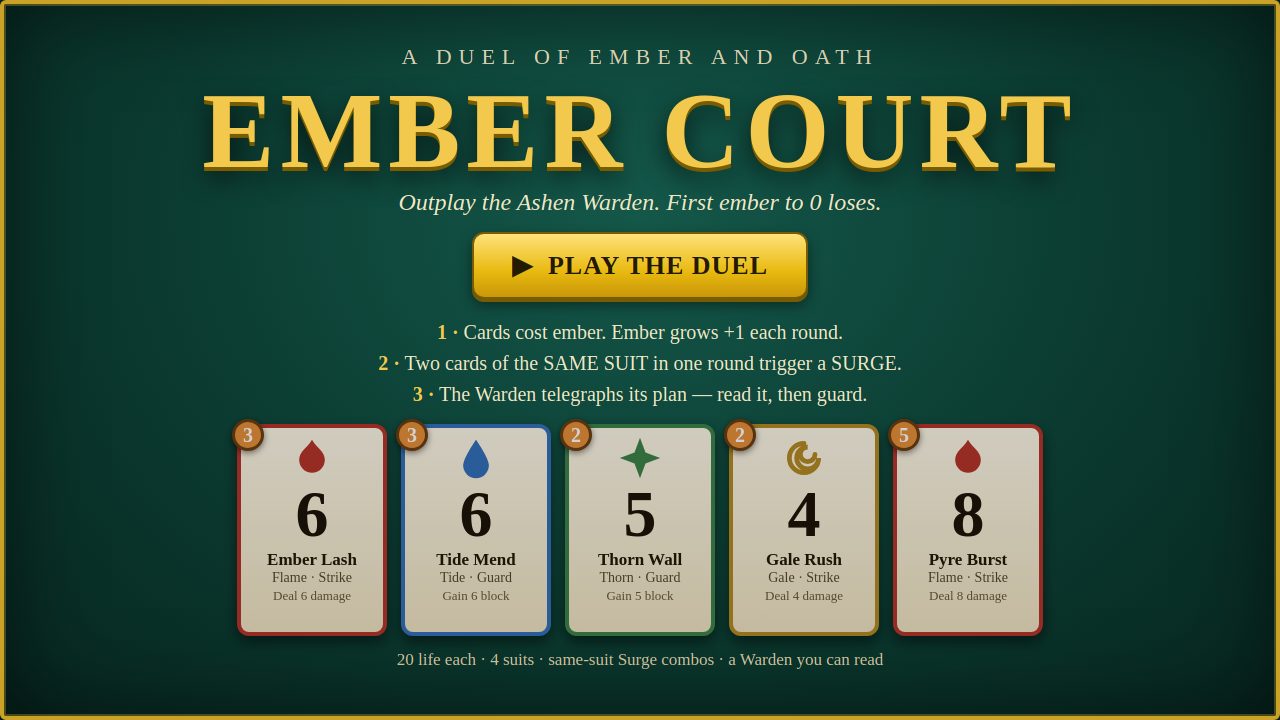 A DUEL OF EMBER AND OATH
EMBER COURT
Outplay the Ashen Warden. First ember to 0 loses.
▶ PLAY THE DUEL
1 · Cards cost ember. Ember grows +1 each round.
2 · Two cards of the SAME SUIT in one round trigger a SURGE.
3 · The Warden telegraphs its plan — read it, then guard.
3
6
Ember Lash
Flame · Strike
Deal 6 damage
3
6
Tide Mend
Tide · Guard
Gain 6 block
2
5
Thorn Wall
Thorn · Guard
Gain 5 block
2
4
Gale Rush
Gale · Strike
Deal 4 damage
5
8
Pyre Burst
Flame · Strike
Deal 8 damage
20 life each · 4 suits · same-suit Surge combos · a Warden you can read